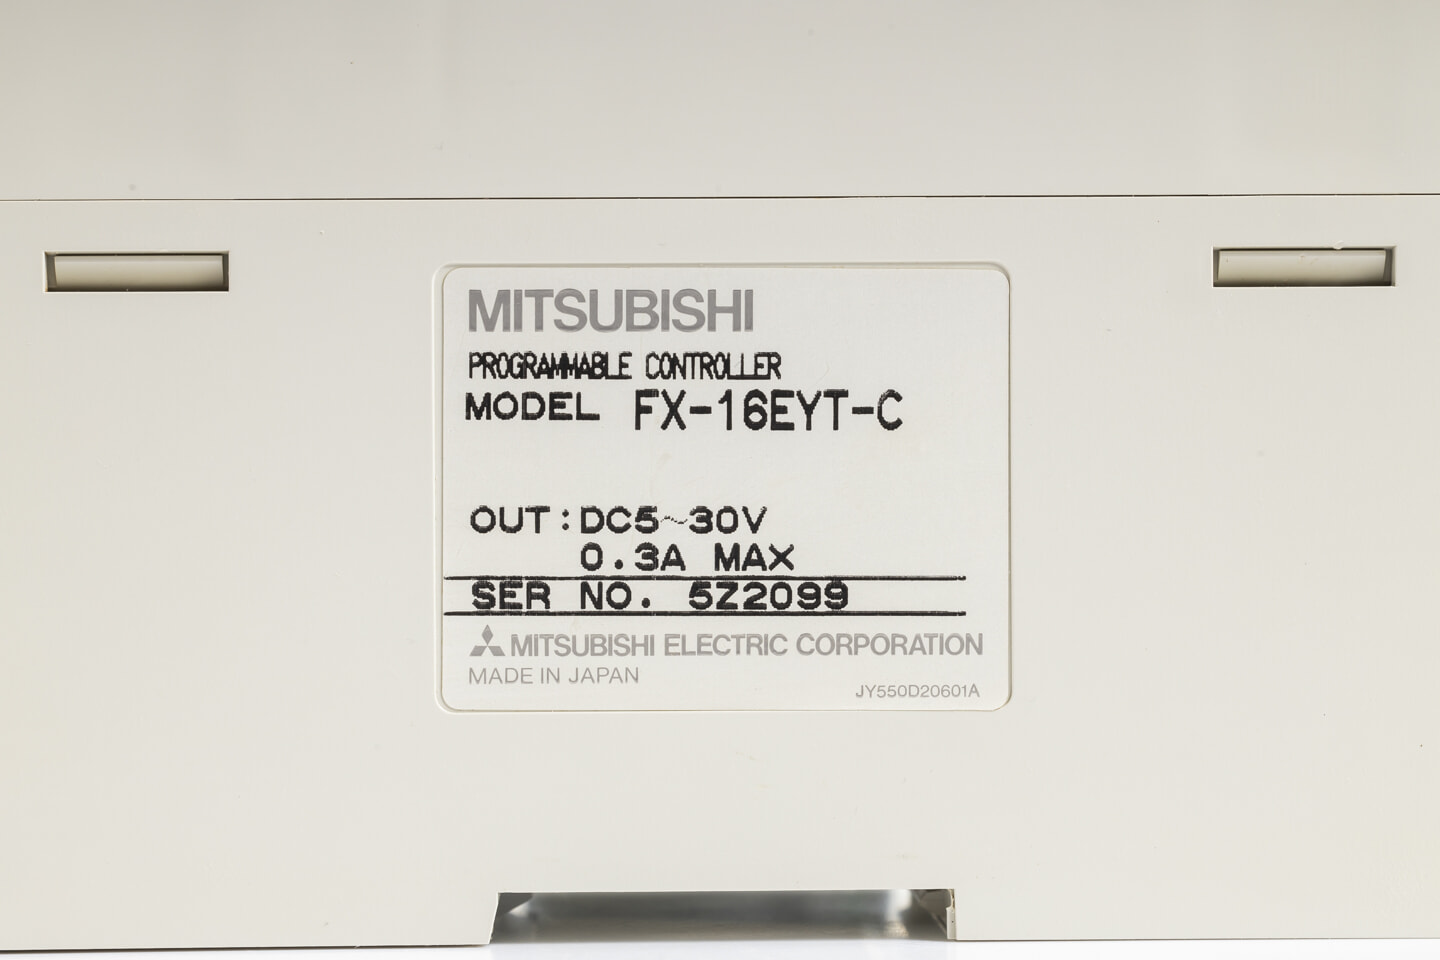 MITSUBISHI
PROGRAMMABLE CONTROLLER
MODEL FX-16EYT-C
OUT:DC5~30V
0.3A MAX
SER NO. 5Z2099
MITSUBISHI ELECTRIC CORPORATION
MADE IN JAPAN
JY550D20601A